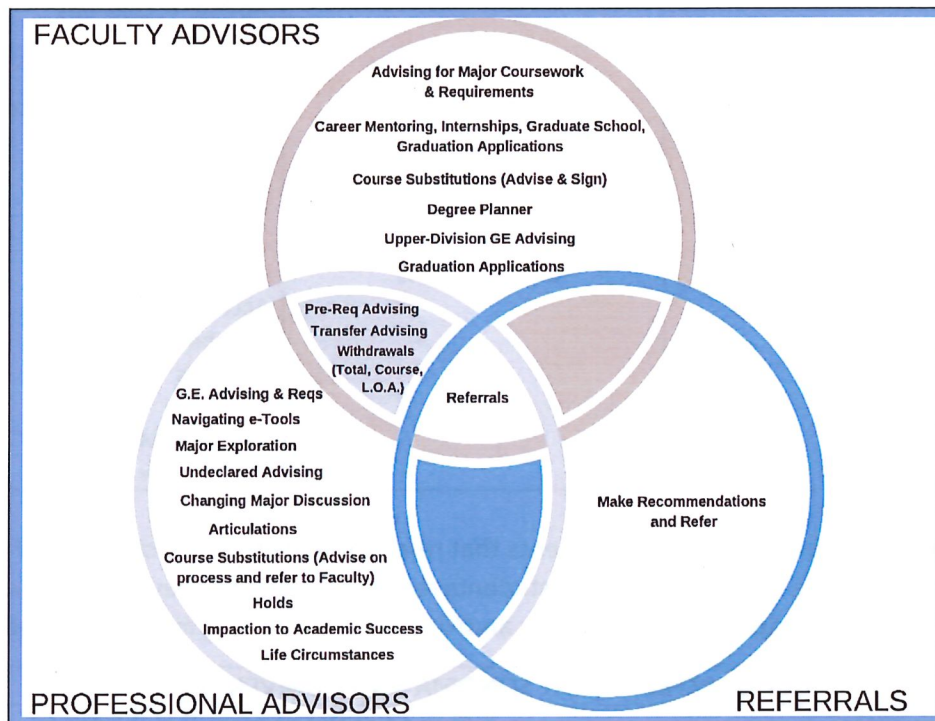 FACULTY ADVISORS
Advising for Major Coursework
& Requirements
Career Mentoring, Internships, Graduate School,
Graduation Applications
Course Substitutions (Advise & Sign)
Degree Planner
Upper-Division GE Advising
Graduation Applications
Pre-Req Advising
Transfer Advising
Withdrawals
(Total, Course,
L.O.A.)
Referrals
G.E. Advising & Reqs
Navigating e-Tools
Major Exploration
Undeclared Advising
Changing Major Discussion
Articulations
Course Substitutions (Advise on
process and refer to Faculty)
Holds
Impaction to Academic Success
Life Circumstances
Make Recommendations
and Refer
PROFESSIONAL ADVISORS
REFERRALS